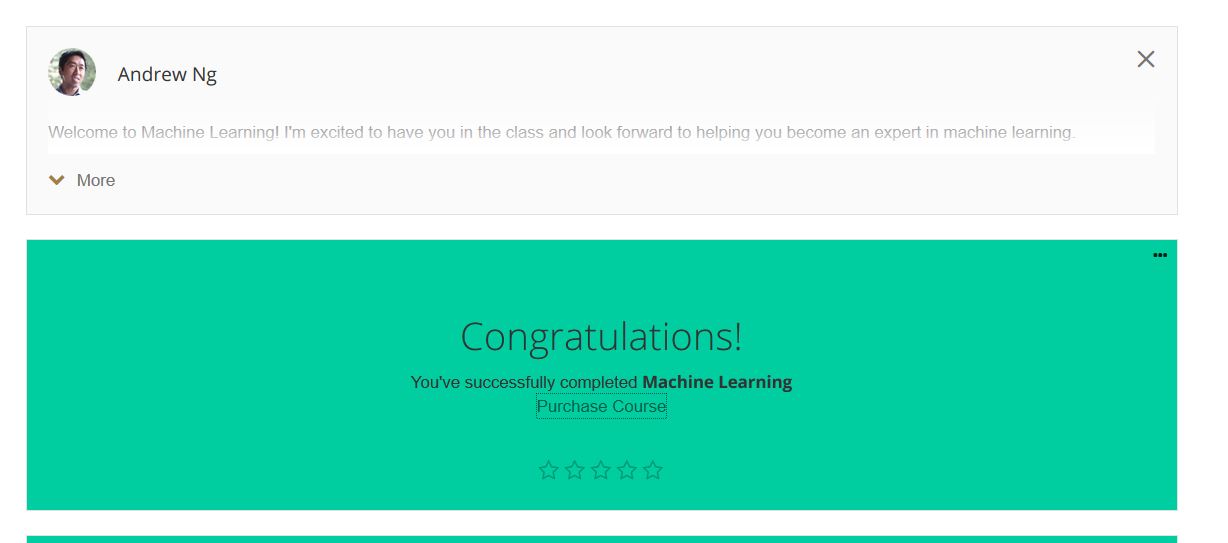 Andrew Ng
Welcome to Machine Learning! I'm excited to have you in the class and look forward to helping you become an expert in machine learning.
More
Congratulations!
You've successfully completed Machine Learning
Purchase Course